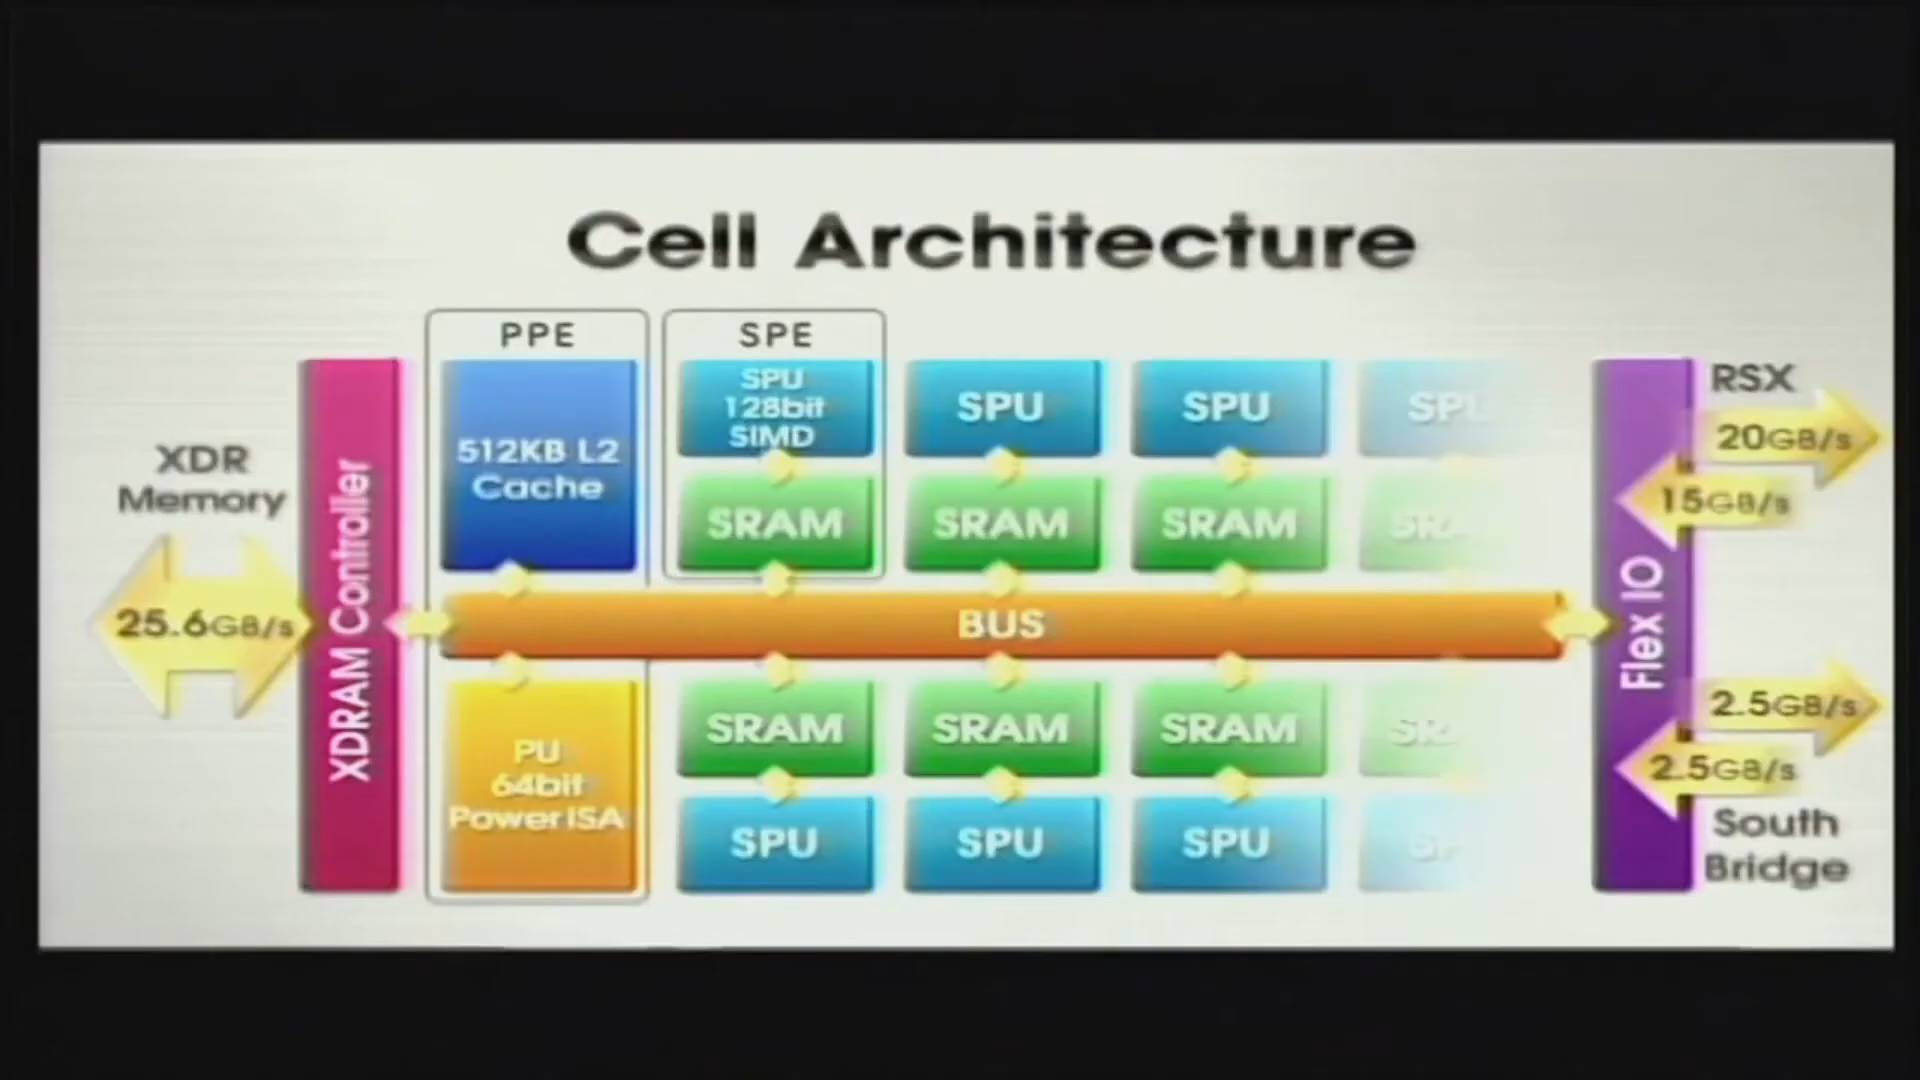 Cell Architecture
PPE
SPE
XDR
Memory
25.6GB/s
XDRAM Controller
512KB L2
Cache
SPU
128bit
SIMD
SPU
SPU
SRAM
SRAM
SRAM
BUS
PU
64bit
PowerISA
SRAM
SRAM
SRAM
SPU
SPU
SPU
Flex IO
RSX
20GB/s
15GB/s
2.5GB/s
2.5GB/s
South
Bridge